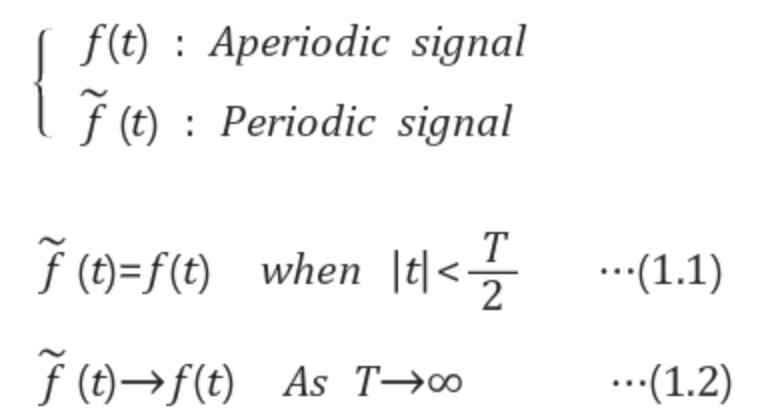 f(t) : Aperiodic signal
f̃ (t) : Periodic signal
f̃ (t)=f(t) when |t|<T/2 ⋯(1.1)
f̃ (t)→f(t) As T→∞ ⋯(1.2)